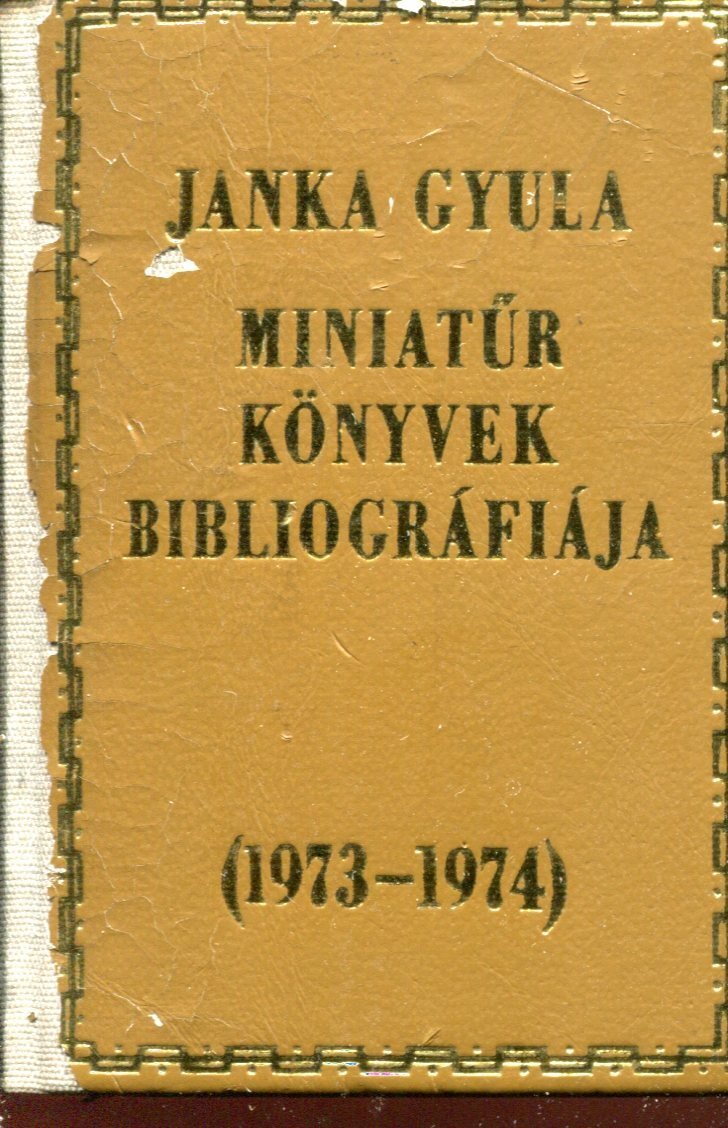 JANKA GYULA
MINIATŰR
KÖNYVEK
BIBLIOGRÁFIÁJA
(1973–1974)